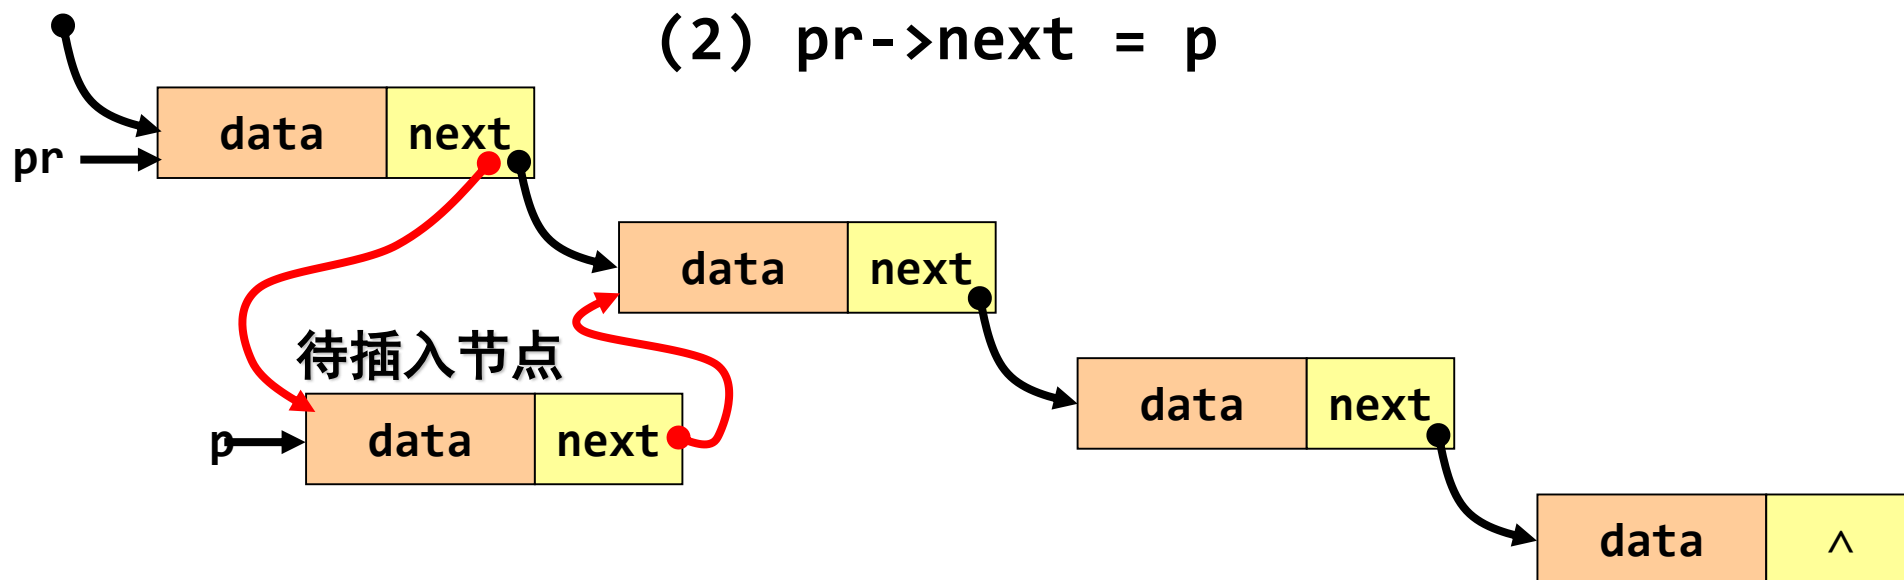 (2) pr->next = p
data next
pr
data next
待插入节点
data next
p data next
data ^